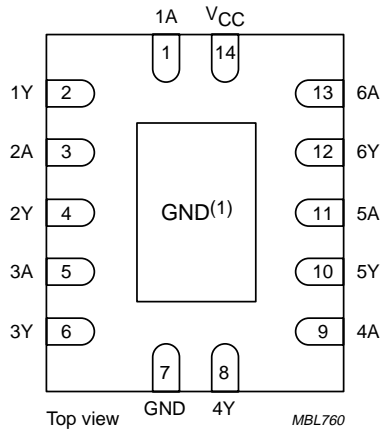 1A VCC
1 14
1Y 2 13 6A
2A 3 12 6Y
GND(1)
2Y 4 11 5A
3A 5 10 5Y
3Y 6 9 4A
7 8
Top view GND 4Y MBL760